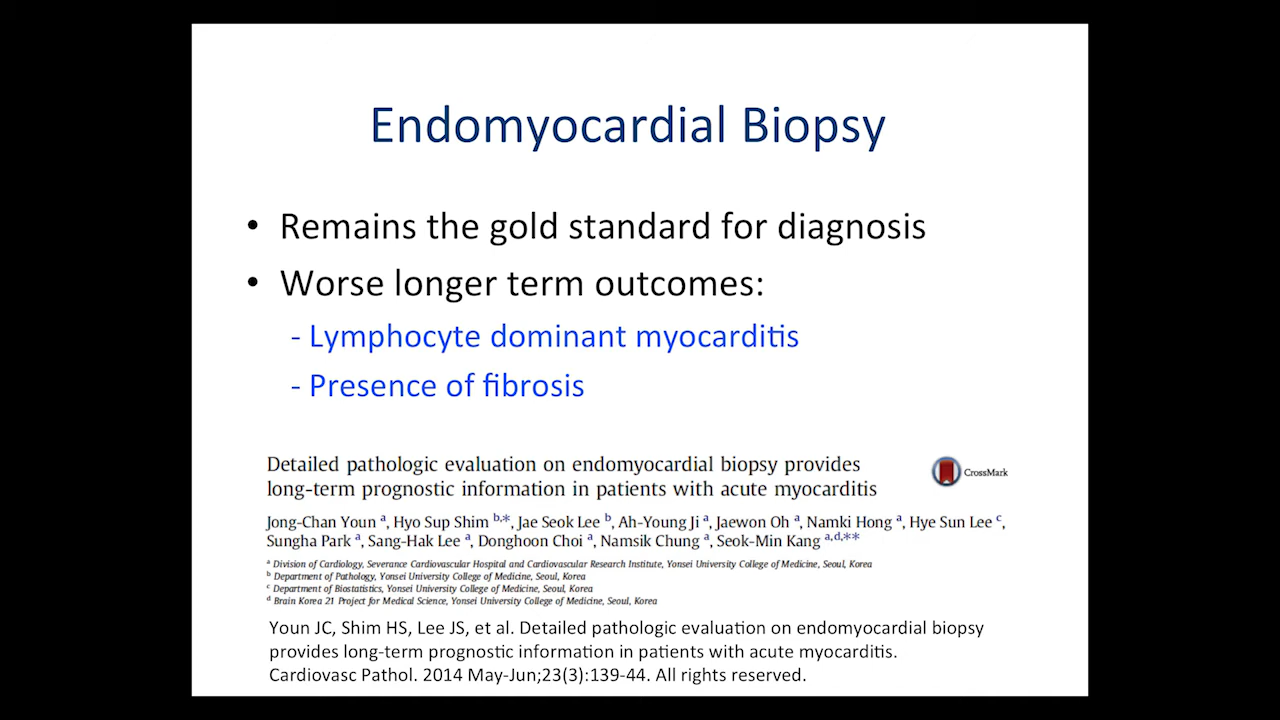 Endomyocardial Biopsy
• Remains the gold standard for diagnosis
• Worse longer term outcomes:
- Lymphocyte dominant myocarditis
- Presence of fibrosis
Detailed pathologic evaluation on endomyocardial biopsy provides
long-term prognostic information in patients with acute myocarditis
CrossMark
Jong-Chan Youn a, Hyo Sup Shim b,*, Jae Seok Lee b, Ah-Young Ji a, Jaewon Oh a, Namki Hong a, Hye Sun Lee c,
Sungha Park a, Sang-Hak Lee a, Donghoon Choi a, Namsik Chung a, Seok-Min Kang a,d,**
a Division of Cardiology, Severance Cardiovascular Hospital and Cardiovascular Research Institute, Yonsei University College of Medicine, Seoul, Korea
b Department of Pathology, Yonsei University College of Medicine, Seoul, Korea
c Department of Biostatistics, Yonsei University College of Medicine, Seoul, Korea
d Brain Korea 21 Project for Medical Science, Yonsei University College of Medicine, Seoul, Korea
Youn JC, Shim HS, Lee JS, et al. Detailed pathologic evaluation on endomyocardial biopsy
provides long-term prognostic information in patients with acute myocarditis.
Cardiovasc Pathol. 2014 May-Jun;23(3):139-44. All rights reserved.